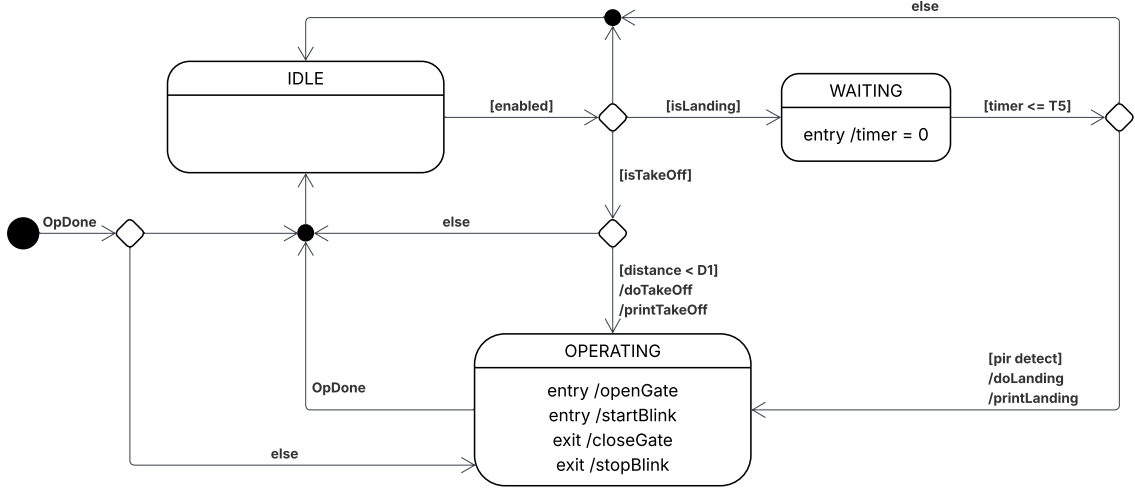 else
IDLE
WAITING
[enabled]
[isLanding]
[timer <= T5]
entry /timer = 0
[isTakeOff]
OpDone
else
[distance < D1]
/doTakeOff
/printTakeOff
OPERATING
[pir detect]
/doLanding
/printLanding
OpDone
entry /openGate
entry /startBlink
exit /closeGate
exit /stopBlink
else